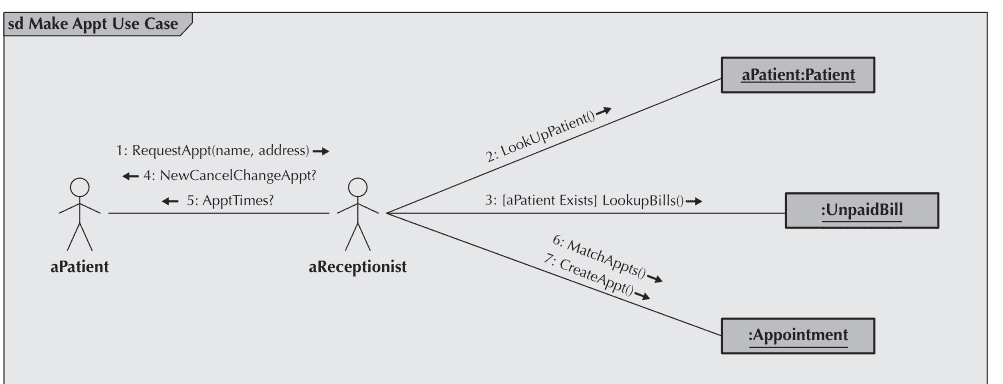 sd Make Appt Use Case
aPatient:Patient
2: LookUpPatient()
1: RequestAppt(name, address)
4: NewCancelChangeAppt?
5: ApptTimes?
3: [aPatient Exists] LookupBills()
:UnpaidBill
aPatient
aReceptionist
6: MatchAppts()
7: CreateAppt()
:Appointment